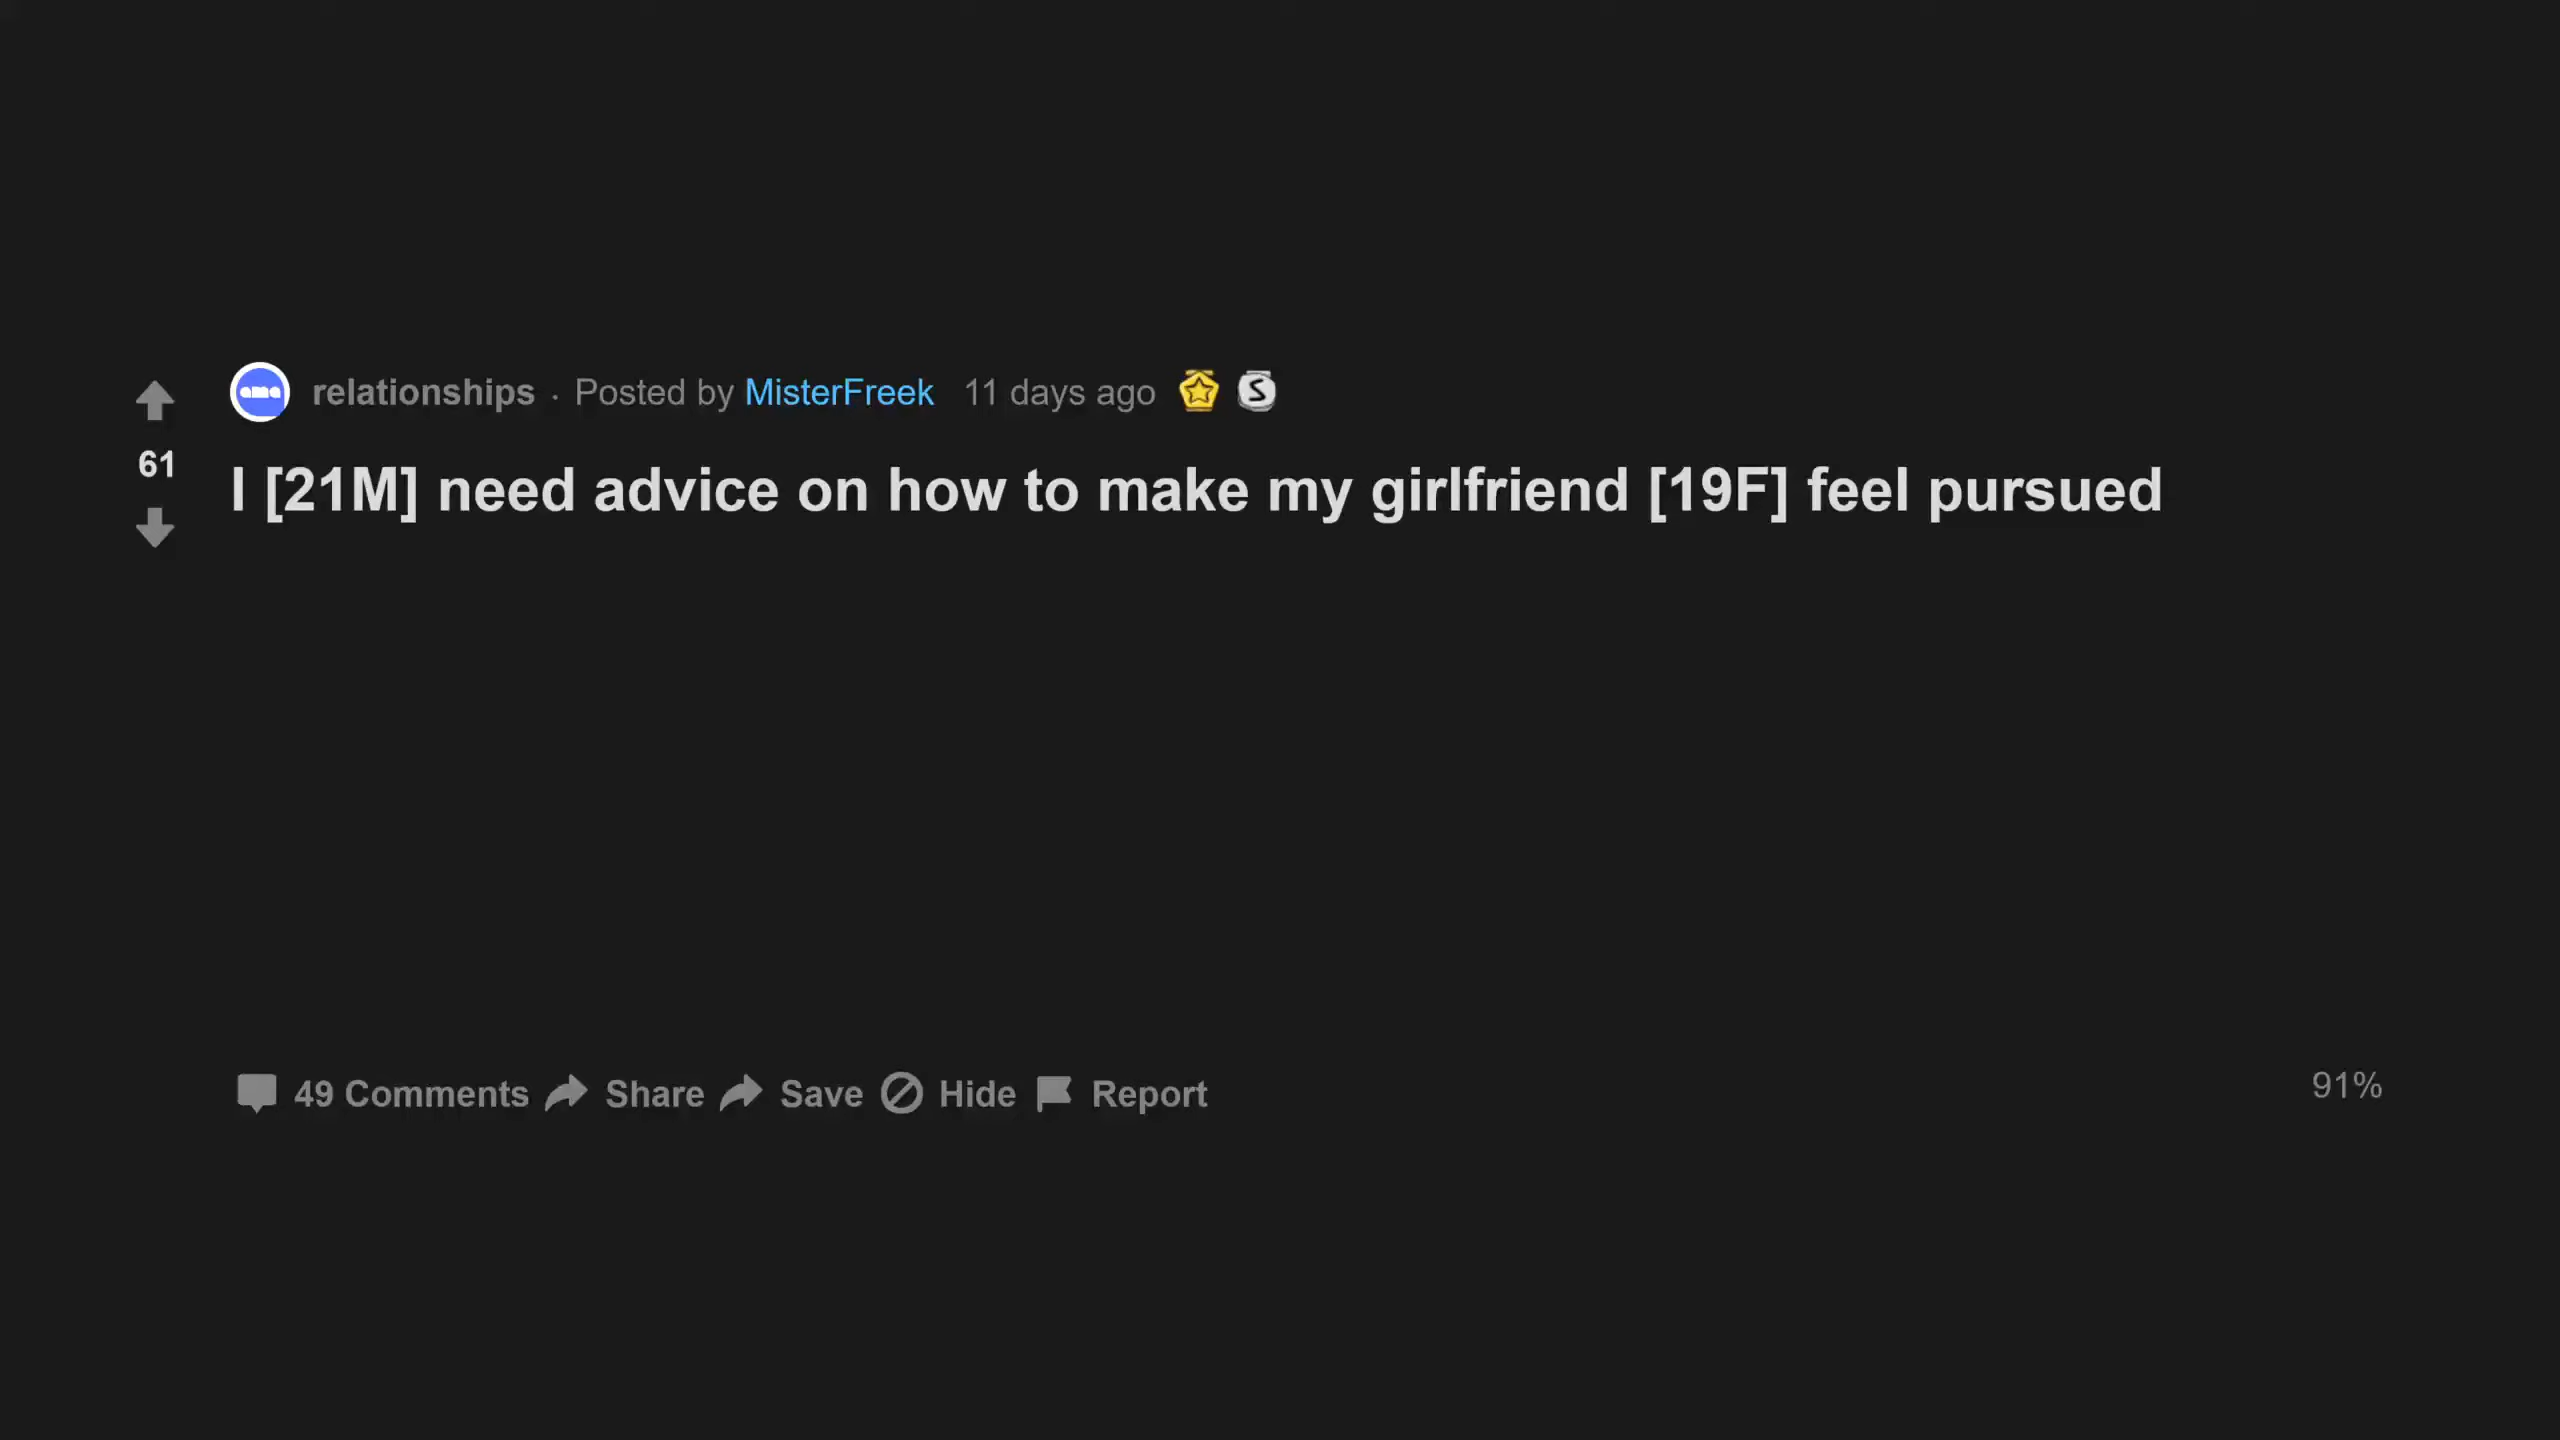 ama relationships · Posted by MisterFreek 11 days ago S
61
I [21M] need advice on how to make my girlfriend [19F] feel pursued
49 Comments Share Save Hide Report 91%